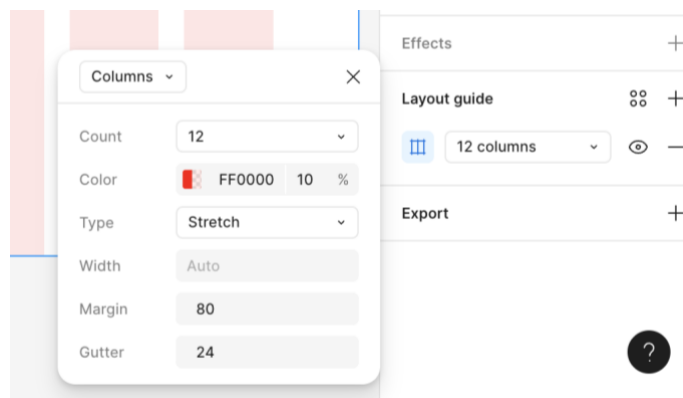 Columns
Count 12
Color FF0000 10 %
Type Stretch
Width Auto
Margin 80
Gutter 24
Effects
Layout guide
12 columns
Export
?